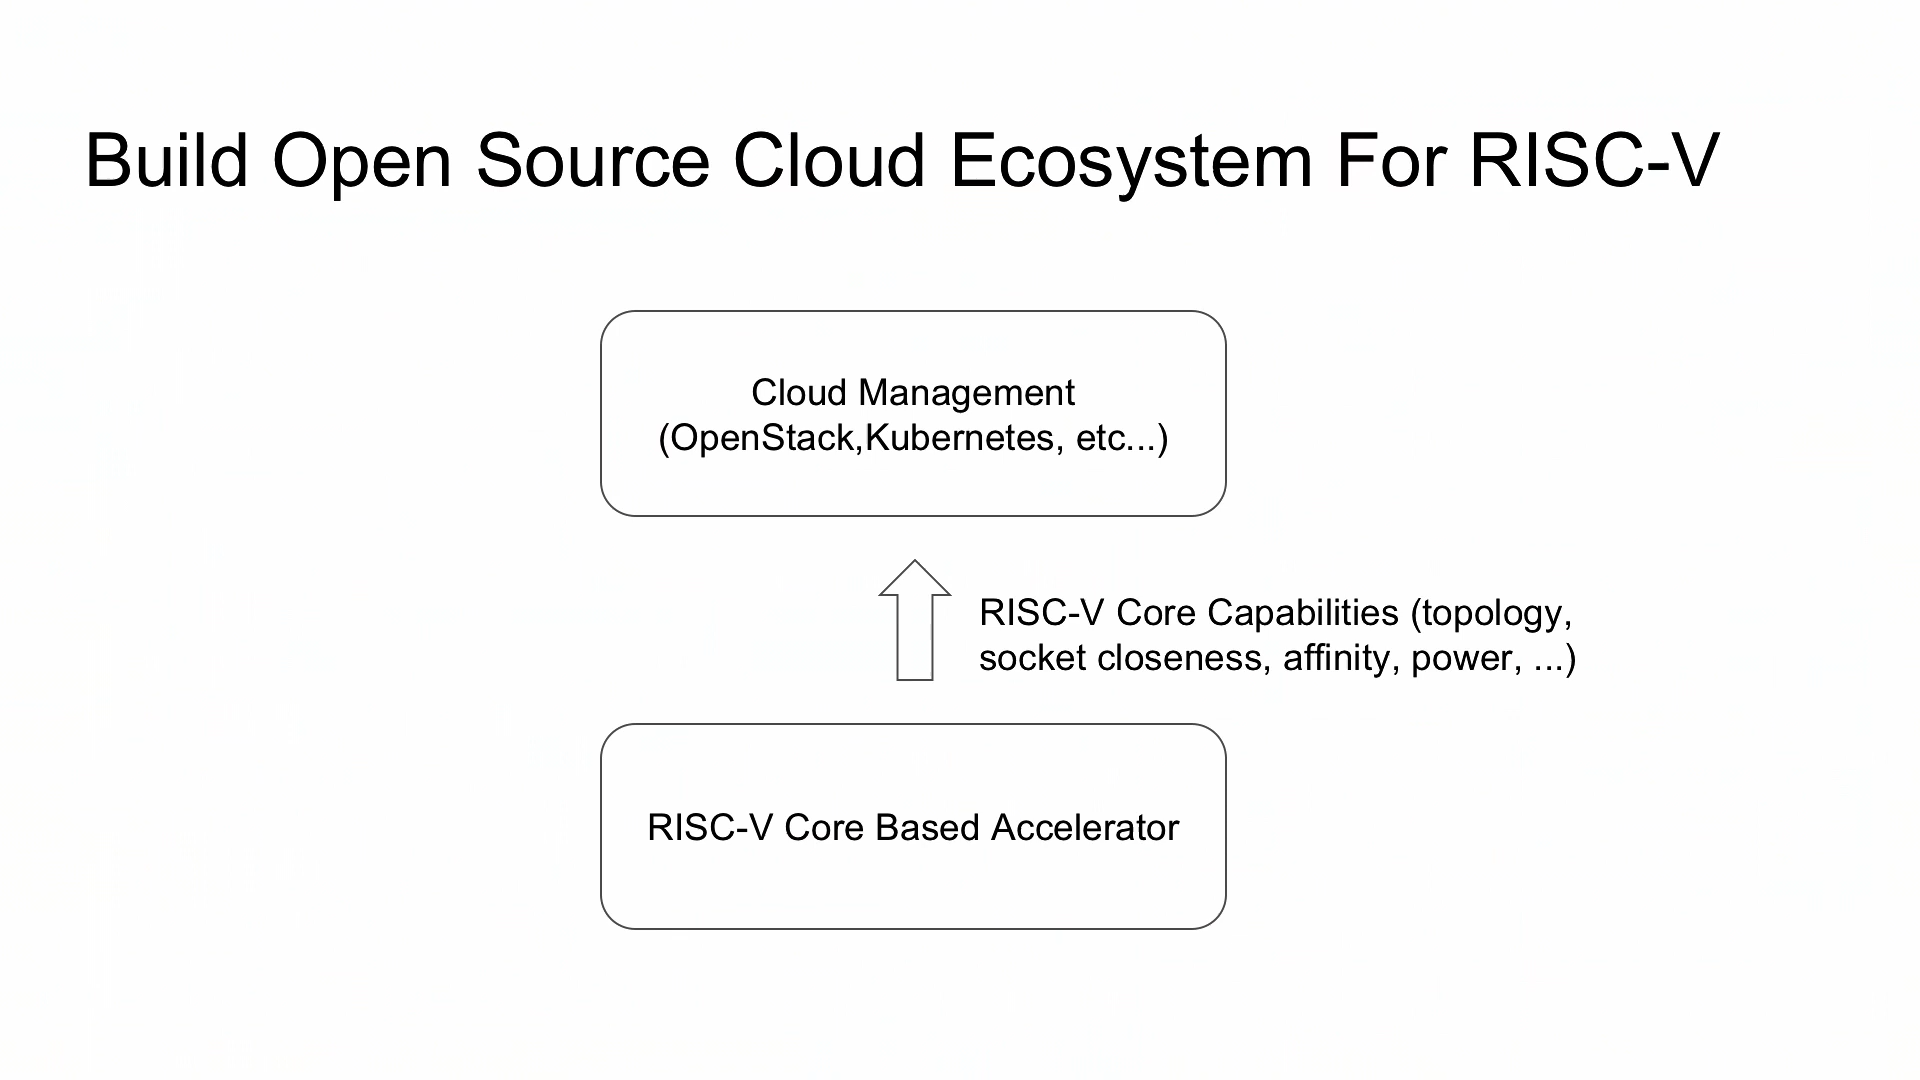 Build Open Source Cloud Ecosystem For RISC-V
Cloud Management
(OpenStack,Kubernetes, etc...)
RISC-V Core Capabilities (topology,
socket closeness, affinity, power, ...)
RISC-V Core Based Accelerator